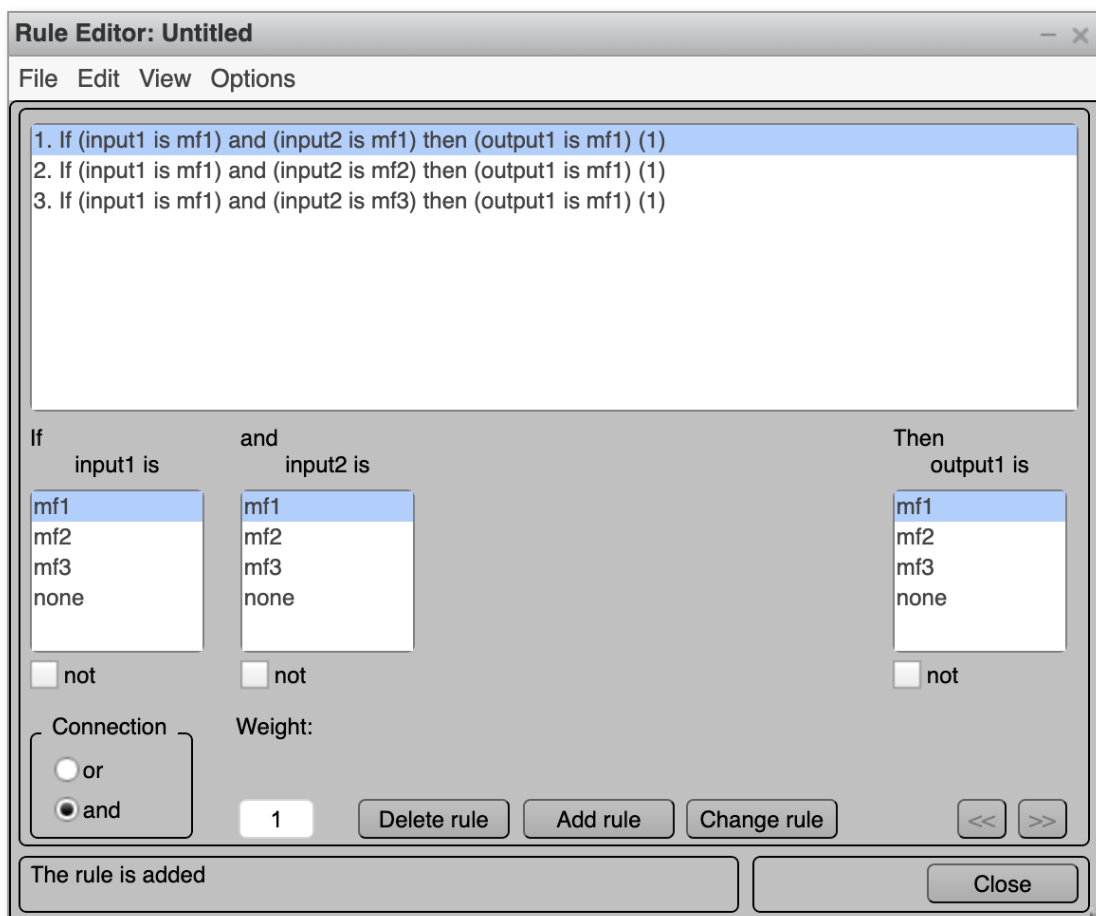 Rule Editor: Untitled
File Edit View Options
1. If (input1 is mf1) and (input2 is mf1) then (output1 is mf1) (1)
2. If (input1 is mf1) and (input2 is mf2) then (output1 is mf1) (1)
3. If (input1 is mf1) and (input2 is mf3) then (output1 is mf1) (1)
If and Then
input1 is input2 is output1 is
mf1 mf1 mf1
mf2 mf2 mf2
mf3 mf3 mf3
none none none
not not not
Connection Weight:
or
and 1 Delete rule Add rule Change rule << >>
The rule is added Close